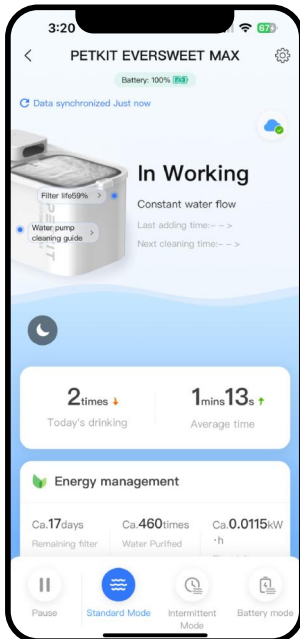 3:20
67
PETKIT EVERSWEET MAX
Battery: 100%
Data synchronized Just now
In Working
Filter life59% >
Constant water flow
Water pump
cleaning guide >
Last adding time:- - >
Next cleaning time:- - >
2times
1mins13s
Today's drinking
Average time
Energy management
Ca.17days
Ca.460times
Ca.0.0115kW
·h
Remaining filter
Water Purified
Pause
Standard Mode
Intermittent
Mode
Battery mode